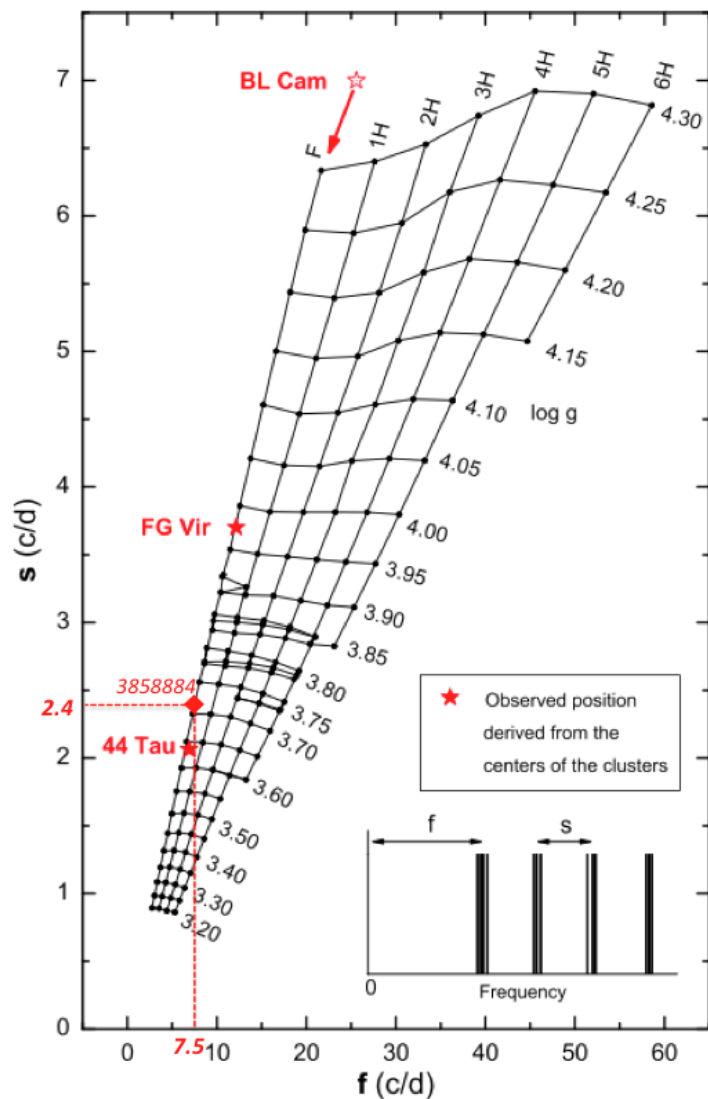 7
6
5
4
3
2
1
0
s (c/d)
0 10 20 30 40 50 60
f (c/d)
BL Cam
F 1H 2H 3H 4H 5H 6H
4.30
4.25
4.20
4.15
4.10 log g
4.05
4.00
3.95
3.90
3.85
3.80
3.75
3.70
3.60
3.50
3.40
3.30
3.20
FG Vir
3858884
2.4
44 Tau
7.5
Observed position
derived from the
centers of the clusters
f s
0
Frequency